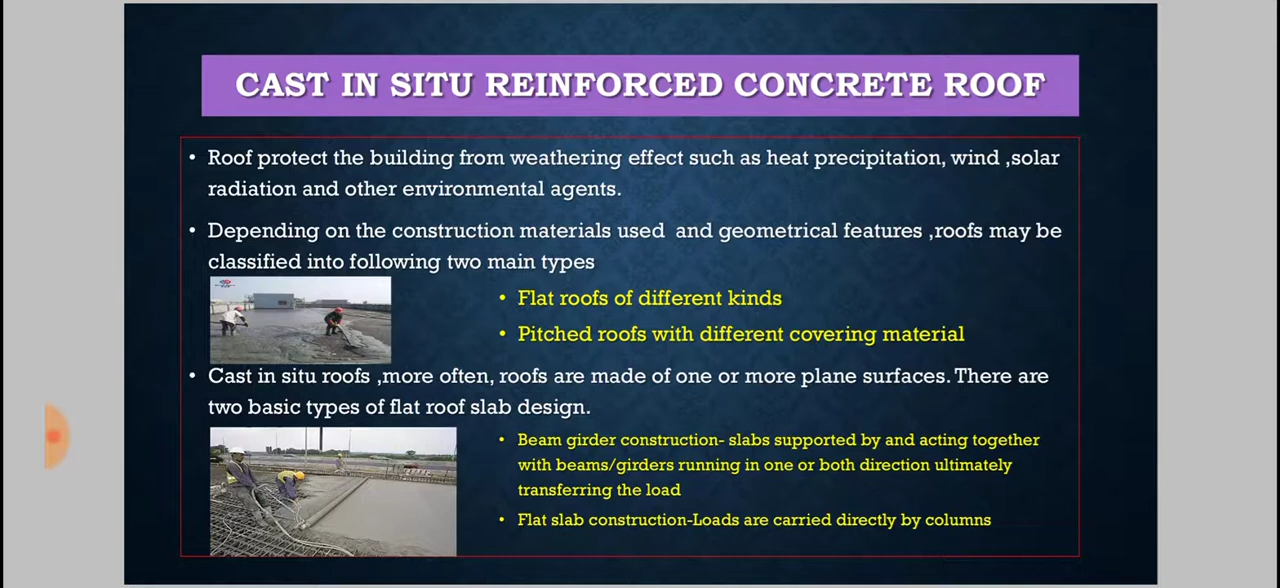 CAST IN SITU REINFORCED CONCRETE ROOF
• Roof protect the building from weathering effect such as heat precipitation, wind ,solar
radiation and other environmental agents.
• Depending on the construction materials used and geometrical features ,roofs may be
classified into following two main types
• Flat roofs of different kinds
• Pitched roofs with different covering material
• Cast in situ roofs ,more often, roofs are made of one or more plane surfaces. There are
two basic types of flat roof slab design.
• Beam girder construction- slabs supported by and acting together
with beams/girders running in one or both direction ultimately
transferring the load
• Flat slab construction-Loads are carried directly by columns